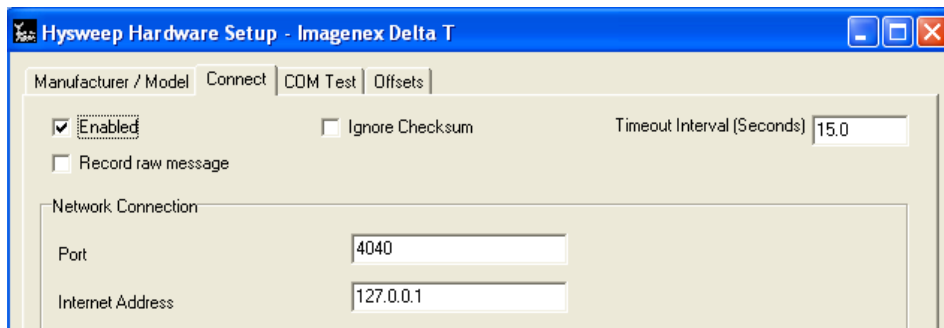 Hysweep Hardware Setup - Imagenex Delta T
Manufacturer / Model Connect COM Test Offsets
Enabled Ignore Checksum Timeout Interval (Seconds) 15.0
Record raw message
Network Connection
Port 4040
Internet Address 127.0.0.1